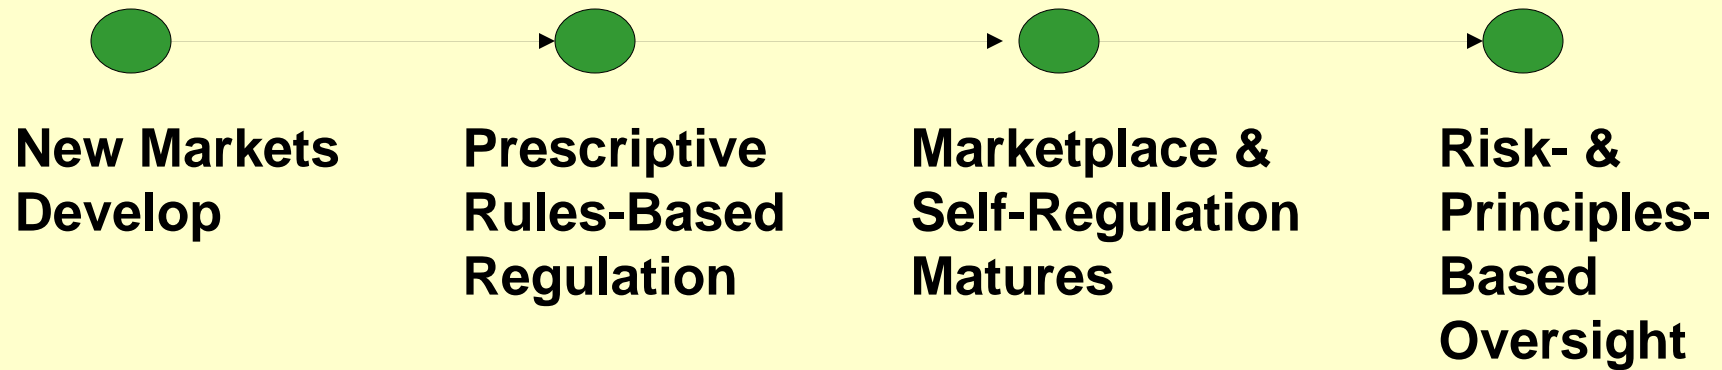 New Markets
Develop
Prescriptive
Rules-Based
Regulation
Marketplace &
Self-Regulation
Matures
Risk- &
Principles-
Based
Oversight